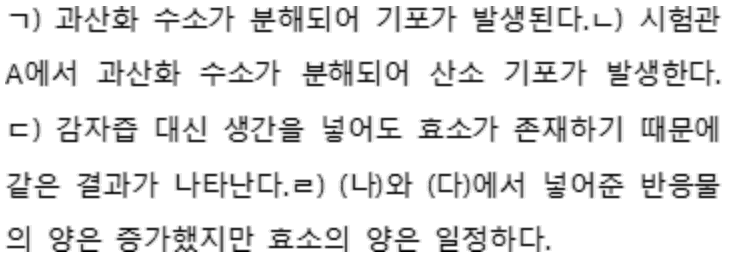 ㄱ) 과산화 수소가 분해되어 기포가 발생된다.ㄴ) 시험관
A에서 과산화 수소가 분해되어 산소 기포가 발생한다.
ㄷ) 감자즙 대신 생간을 넣어도 효소가 존재하기 때문에
같은 결과가 나타난다.ㄹ) (나)와 (다)에서 넣어준 반응물
의 양은 증가했지만 효소의 양은 일정하다.